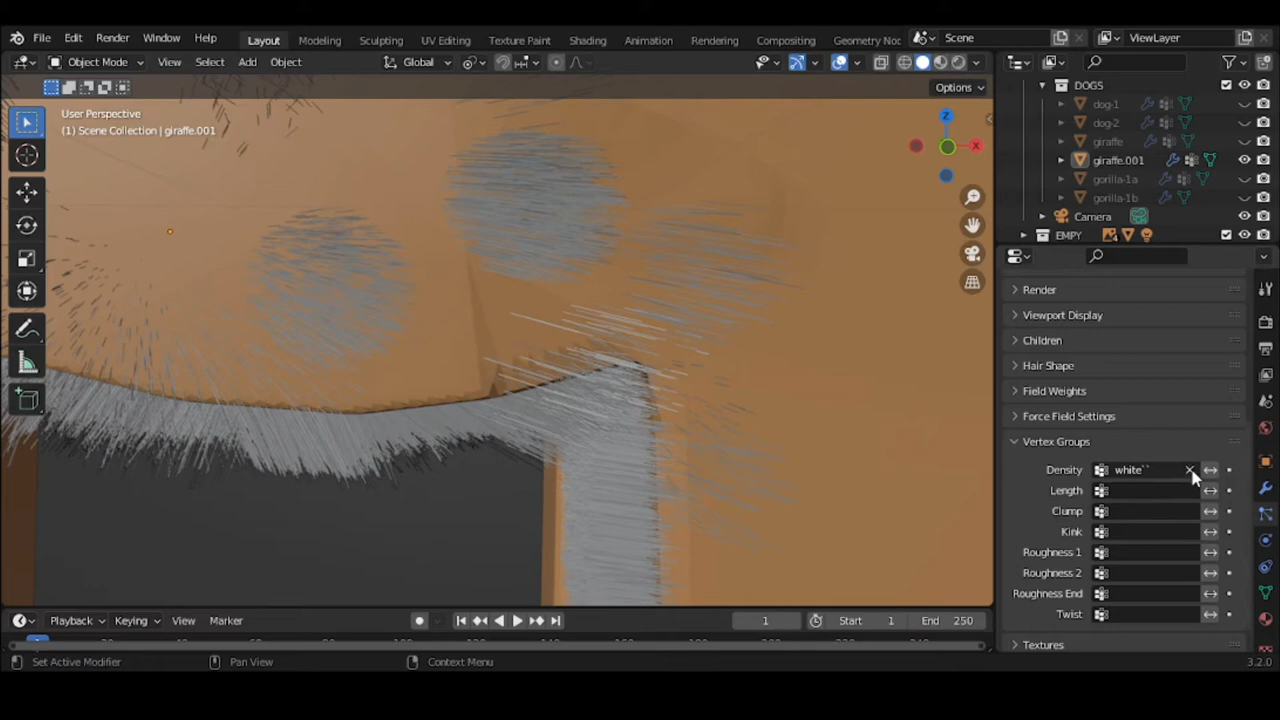 File Edit Render Window Help Layout Modeling Sculpting UV Editing Texture Paint Shading Animation Rendering Compositing Geometry Noc Scene ViewLayer
Object Mode View Select Add Object Global
Options
User Perspective
(1) Scene Collection | giraffe.001
Z
X
DOGS
dog-1
dog-2
giraffe
giraffe.001
gorilla-1a
gorilla-1b
Camera
EMPY
Render
Viewport Display
Children
Hair Shape
Field Weights
Force Field Settings
Vertex Groups
Density white``
Length
Clump
Kink
Roughness 1
Roughness 2
Roughness End
Twist
Textures
Playback Keying View Marker 1 Start 1 End 250
Set Active Modifier Pan View Context Menu 3.2.0